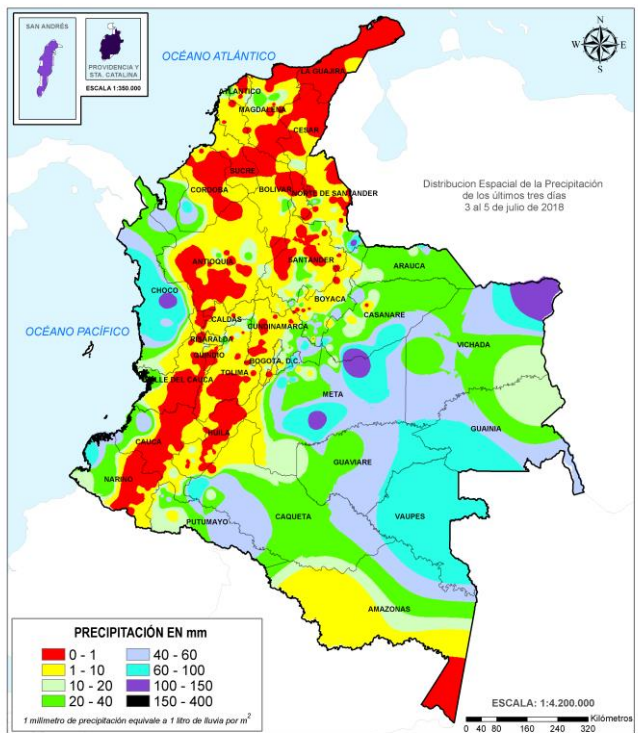 SAN ANDRÉS
PROVIDENCIA Y
STA. CATALINA
ESCALA 1:350.000
OCÉANO ATLÁNTICO
N
W
E
S
LA GUAJIRA
ATLANTICO
MAGDALENA
CESAR
SUCRE
CORDOBA
BOLIVAR
NORTE DE SANTANDER
Distribucion Espacial de la Precipitación
de los últimos tres días
3 al 5 de julio de 2018
ANTIOQUIA
SANTANDER
ARAUCA
CHOCO
BOYACA
CASANARE
OCÉANO PACÍFICO
CALDAS
CUNDINAMARCA
RISARALDA
VICHADA
QUINDIO
BOGOTA, D.C.
TOLIMA
VALLE DEL CAUCA
META
GUAINIA
CAUCA
HUILA
GUAVIARE
NARIÑO
PUTUMAYO
CAQUETA
VAUPES
AMAZONAS
PRECIPITACIÓN EN mm
0 - 1
40 - 60
1 - 10
60 - 100
10 - 20
100 - 150
20 - 40
150 - 400
1 milimetro de precipitación equivale a 1 litro de lluvia por m2
ESCALA: 1:4.200.000
Kilómetros
0 40 80 160 240 320